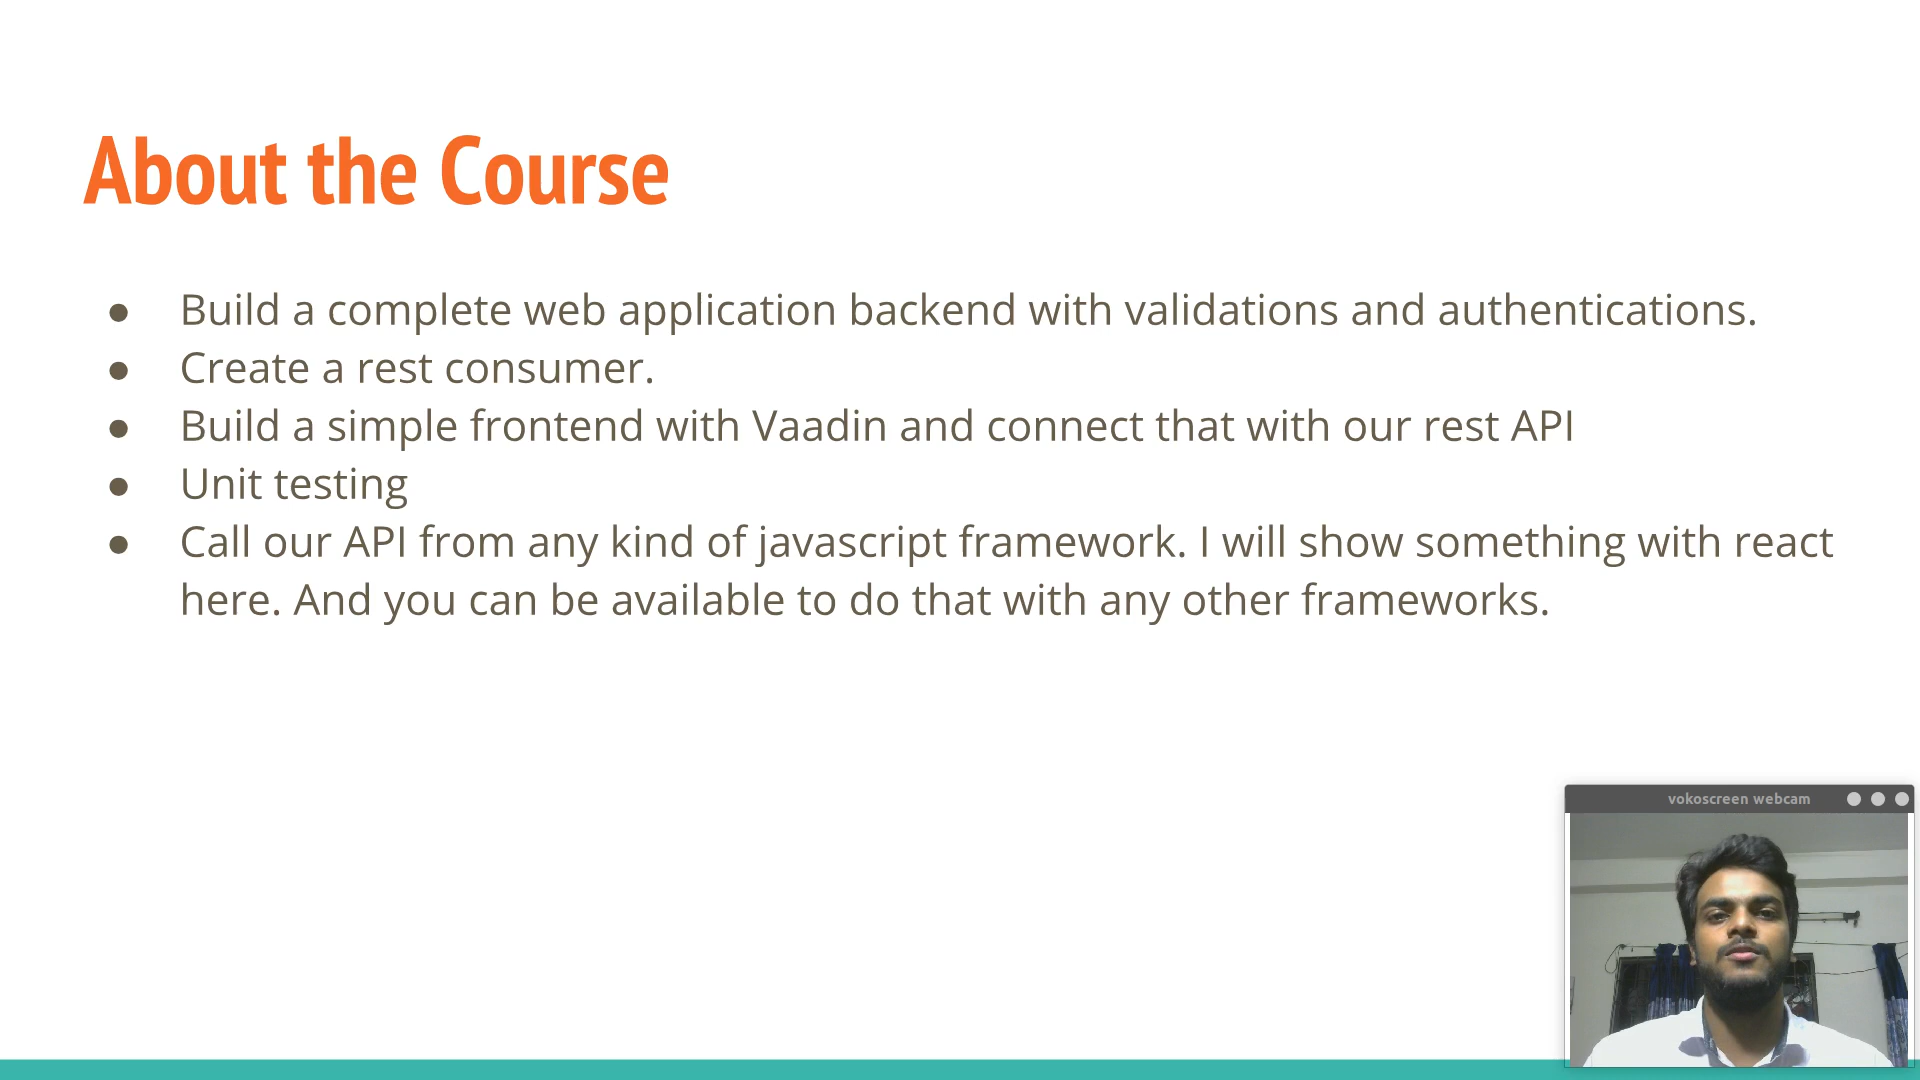 About the Course
● Build a complete web application backend with validations and authentications.
● Create a rest consumer.
● Build a simple frontend with Vaadin and connect that with our rest API
● Unit testing
● Call our API from any kind of javascript framework. I will show something with react
here. And you can be available to do that with any other frameworks.
vokoscreen webcam